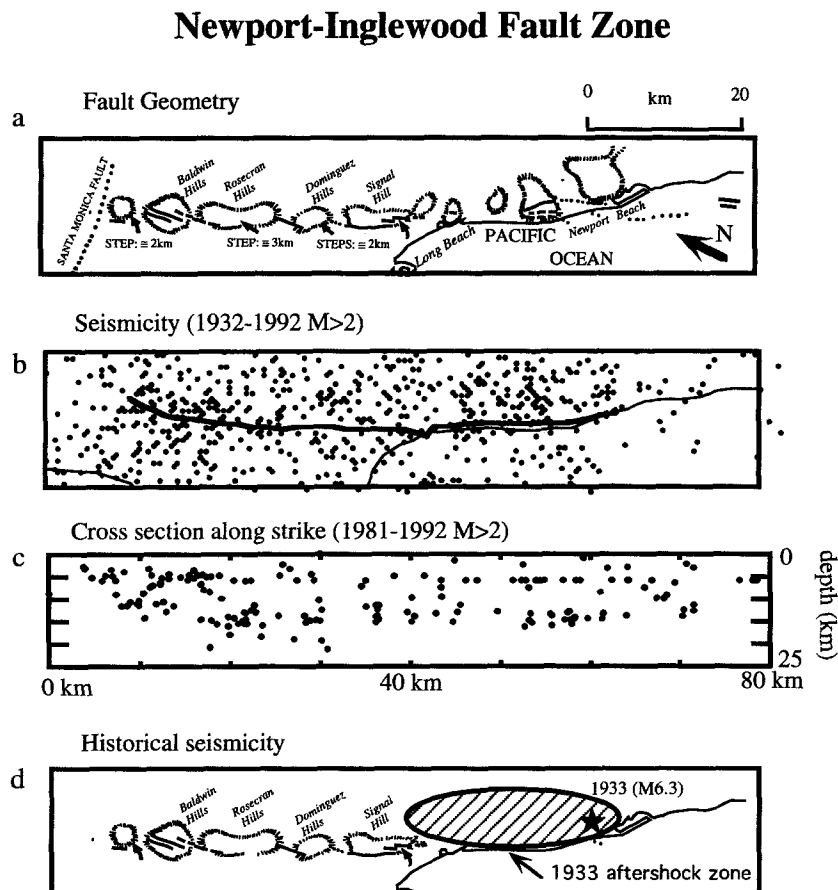 Newport-Inglewood Fault Zone
a
Fault Geometry
0 km 20
SANTA MONICA FAULT
Baldwin Hills
Rosecran Hills
Dominguez Hills
Signal Hill
STEP: ≅ 2km
STEP: ≅ 3km
STEPS: ≅ 2km
Long Beach
PACIFIC OCEAN
Newport Beach
N
b
Seismicity (1932-1992 M>2)
c
Cross section along strike (1981-1992 M>2)
0
25
depth (km)
0 km
40 km
80 km
d
Historical seismicity
Baldwin Hills
Rosecran Hills
Dominguez Hills
Signal Hill
1933 (M6.3)
1933 aftershock zone